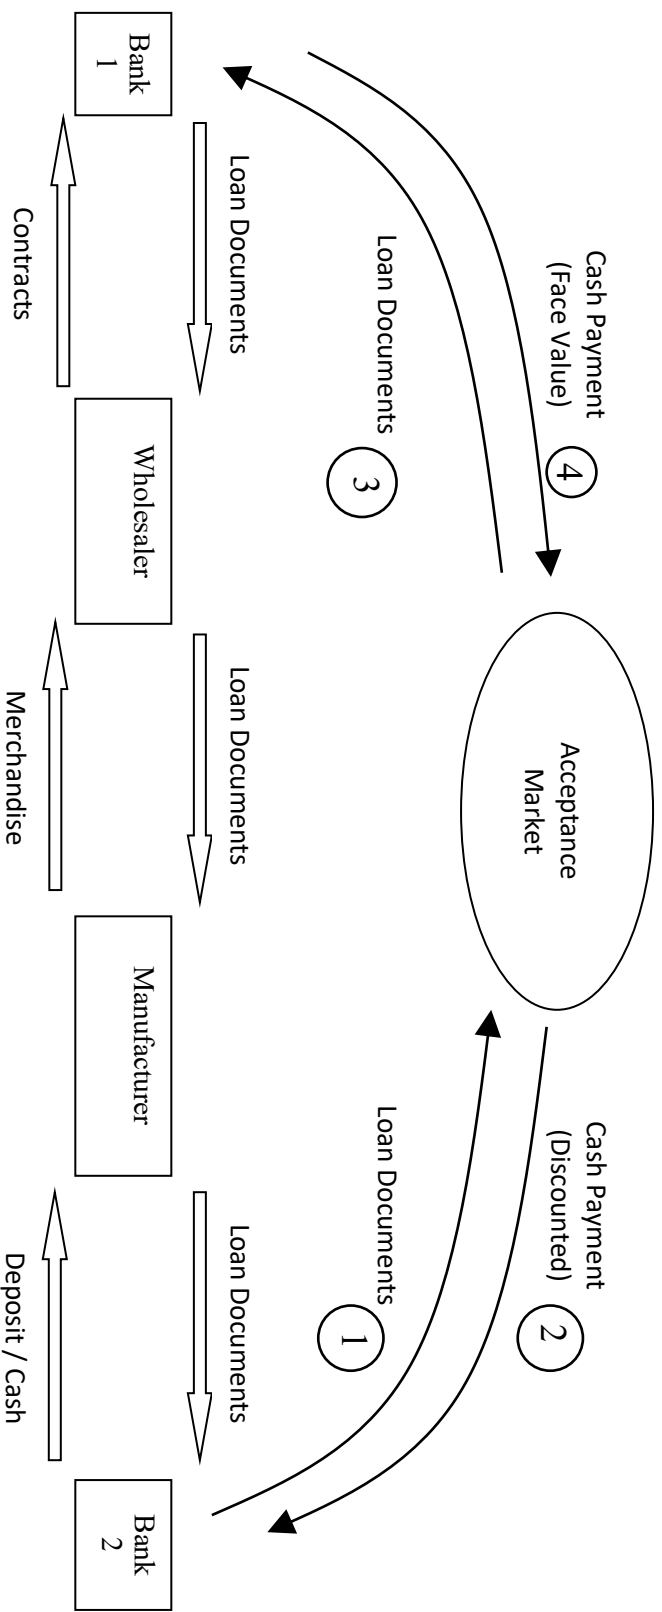 Cash Payment
(Face Value)
4
Acceptance
Market
Cash Payment
(Discounted)
2
Loan Documents
3
Loan Documents
1
Loan Documents
Loan Documents
Loan Documents
Bank
1
Wholesaler
Manufacturer
Bank
2
Contracts
Merchandise
Deposit / Cash